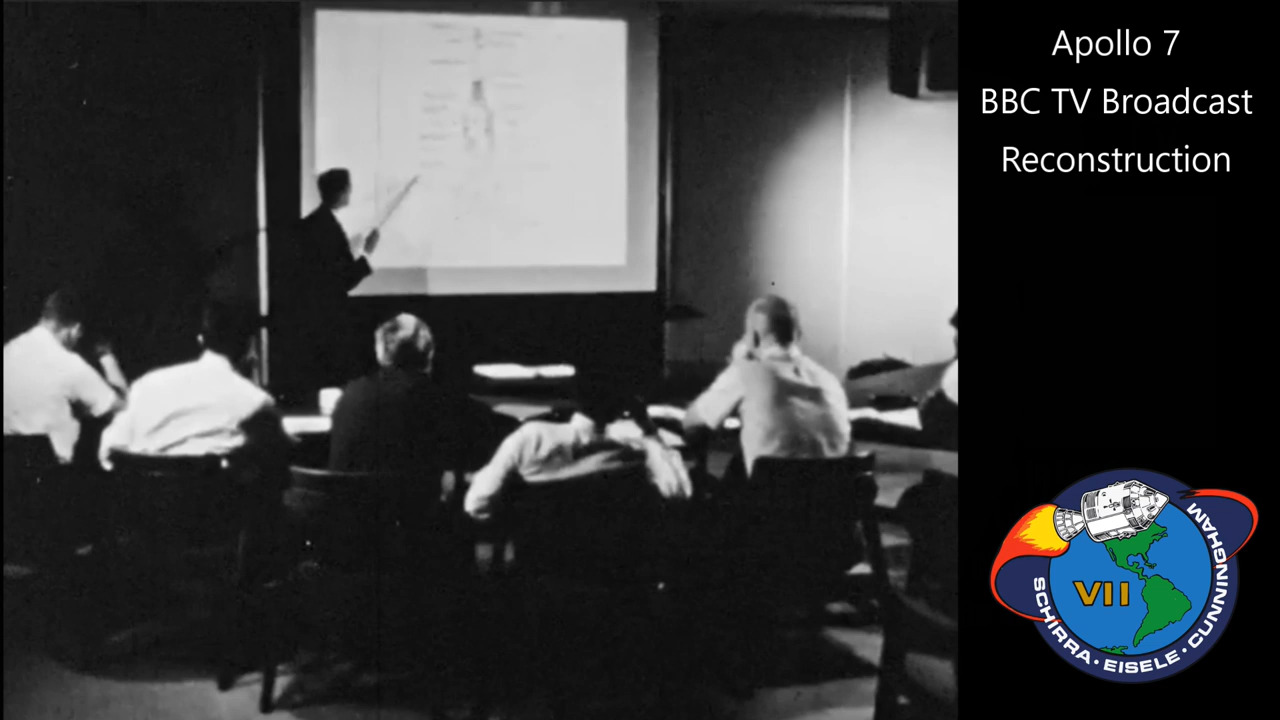 Apollo 7
BBC TV Broadcast
Reconstruction
VII
SCHIRRA · EISELE · CUNNINGHAM